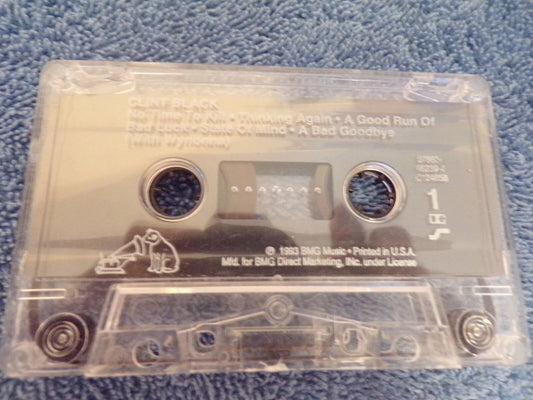 CLINT BLACK
No Time To Kill • Thinking Again • A Good Run Of
Bad Luck • State Of Mind • A Bad Goodbye
(with Wynonna)
1
℗ 1993 BMG Music • Printed in U.S.A.
Mfd. for BMG Direct Marketing, INc. under License